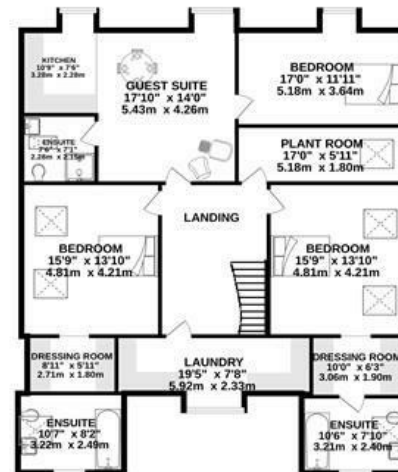 KITCHEN
10'9" x 7'6"
3.28m x 2.28m
GUEST SUITE
17'10" x 14'0"
5.43m x 4.26m
BEDROOM
17'0" x 11'11"
5.18m x 3.64m
ENSUITE
7'6" x 7'1"
2.28m x 2.15m
PLANT ROOM
17'0" x 5'11"
5.18m x 1.80m
LANDING
BEDROOM
15'9" x 13'10"
4.81m x 4.21m
BEDROOM
15'9" x 13'10"
4.81m x 4.21m
DRESSING ROOM
8'11" x 5'11"
2.71m x 1.80m
LAUNDRY
19'5" x 7'8"
5.92m x 2.33m
DRESSING ROOM
10'0" x 6'3"
3.06m x 1.90m
ENSUITE
10'7" x 8'2"
3.22m x 2.49m
ENSUITE
10'6" x 7'10"
3.21m x 2.40m